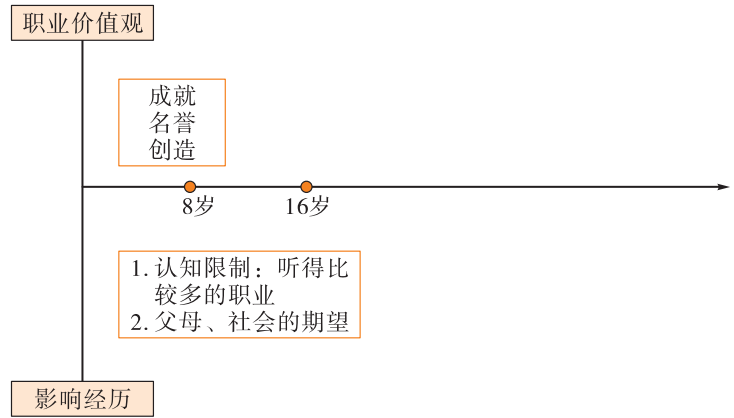 职业价值观
成就
名誉
创造
8岁
16岁
1. 认知限制：听得比
较多的职业
2. 父母、社会的期望
影响经历